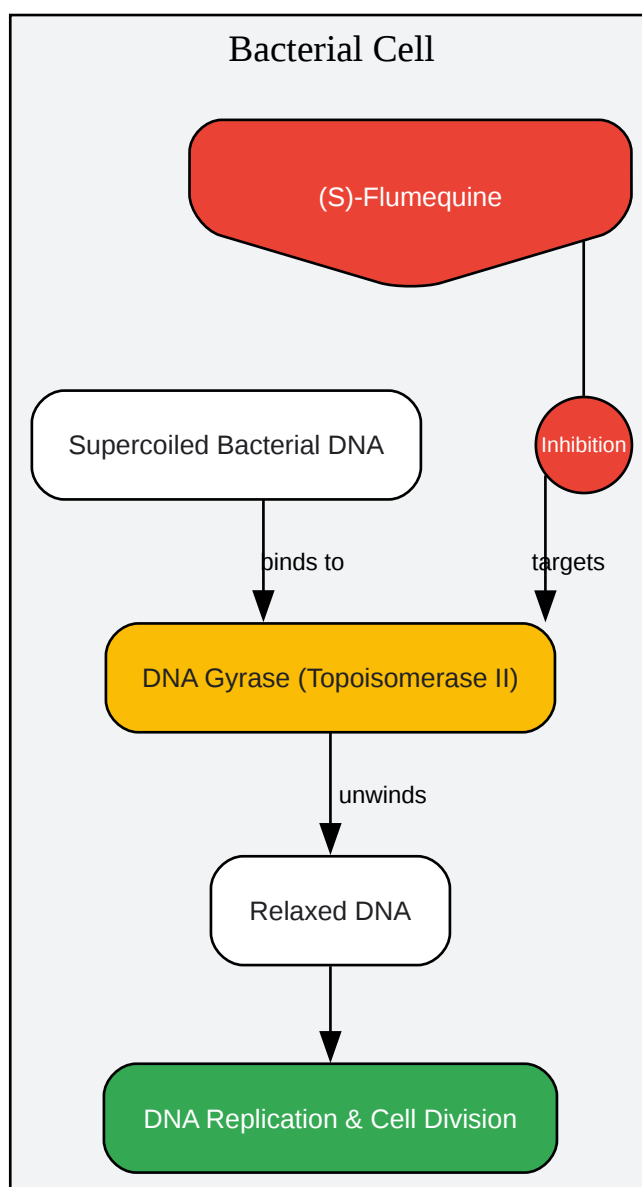 Bacterial Cell
(S)-Flumequine
Supercoiled Bacterial DNA
Inhibition
binds to
targets
DNA Gyrase (Topoisomerase II)
unwinds
Relaxed DNA
DNA Replication & Cell Division